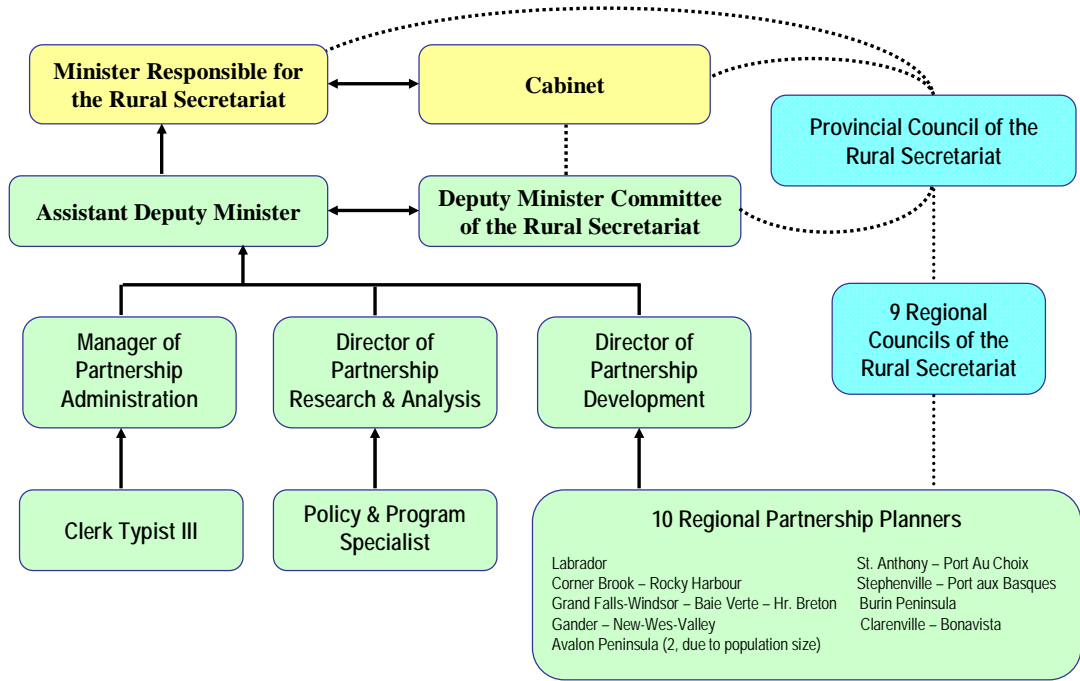 Minister Responsible for
the Rural Secretariat
Cabinet
Provincial Council of the
Rural Secretariat
Assistant Deputy Minister
Deputy Minister Committee
of the Rural Secretariat
9 Regional
Councils of the
Rural Secretariat
Manager of
Partnership
Administration
Director of
Partnership
Research & Analysis
Director of
Partnership
Development
Clerk Typist III
Policy & Program
Specialist
10 Regional Partnership Planners
Labrador
Corner Brook – Rocky Harbour
Grand Falls-Windsor – Baie Verte – Hr. Breton
Gander – New-Wes-Valley
Avalon Peninsula (2, due to population size)
St. Anthony – Port Au Choix
Stephenville – Port aux Basques
Burin Peninsula
Clarenville – Bonavista